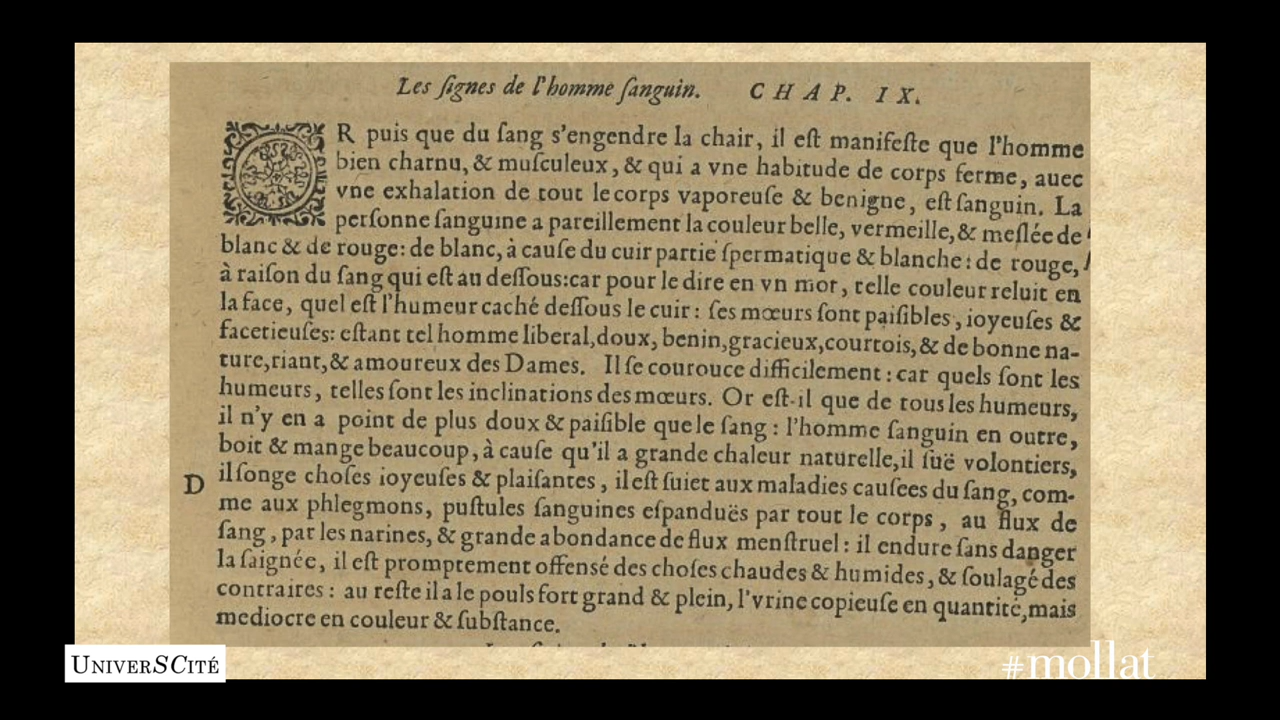 Les ſignes de l'homme ſanguin. CHAP. IX.
OR puis que du ſang s'engendre la chair, il eſt manifeſte que l'homme
bien charnu, & muſculeux, & qui a vne habitude de corps ferme, auec
vne exhalation de tout le corps vaporeuſe & benigne, eſt ſanguin. La
perſonne ſanguine a pareillement la couleur belle, vermeille, & meſlée de
blanc & de rouge: de blanc, à cauſe du cuir partie ſpermatique & blanche: de rouge,
à raiſon du ſang qui eſt au deſſous: car pour le dire en vn mot, telle couleur reluit en
la face, quel eſt l'humeur caché deſſous le cuir: ſes mœurs ſont paiſibles, ioyeuſes &
facetieuſes: eſtant tel homme liberal, doux, benin, gracieux, courtois, & de bonne na-
ture, riant, & amoureux des Dames. Il ſe courouce difficilement: car quels ſont les
humeurs, telles ſont les inclinations des mœurs. Or eſt-il que de tous les humeurs,
il n'y en a point de plus doux & paiſible que le ſang: l'homme ſanguin en outre,
boit & mange beaucoup, à cauſe qu'il a grande chaleur naturelle, il ſuë volontiers,
D il ſonge choſes ioyeuſes & plaiſantes, il eſt ſuiet aux maladies cauſees du ſang, com-
me aux phlegmons, puſtules ſanguines eſpanduës par tout le corps, au flux de
ſang, par les narines, & grande abondance de flux menſtruel: il endure ſans danger
la ſaignée, il eſt promptement offenſé des choſes chaudes & humides, & ſoulagé des
contraires: au reſte il a le pouls fort grand & plein, l'vrine copieuſe en quantité, mais
mediocre en couleur & ſubſtance.
UNIVERSCITÉ
#mollat